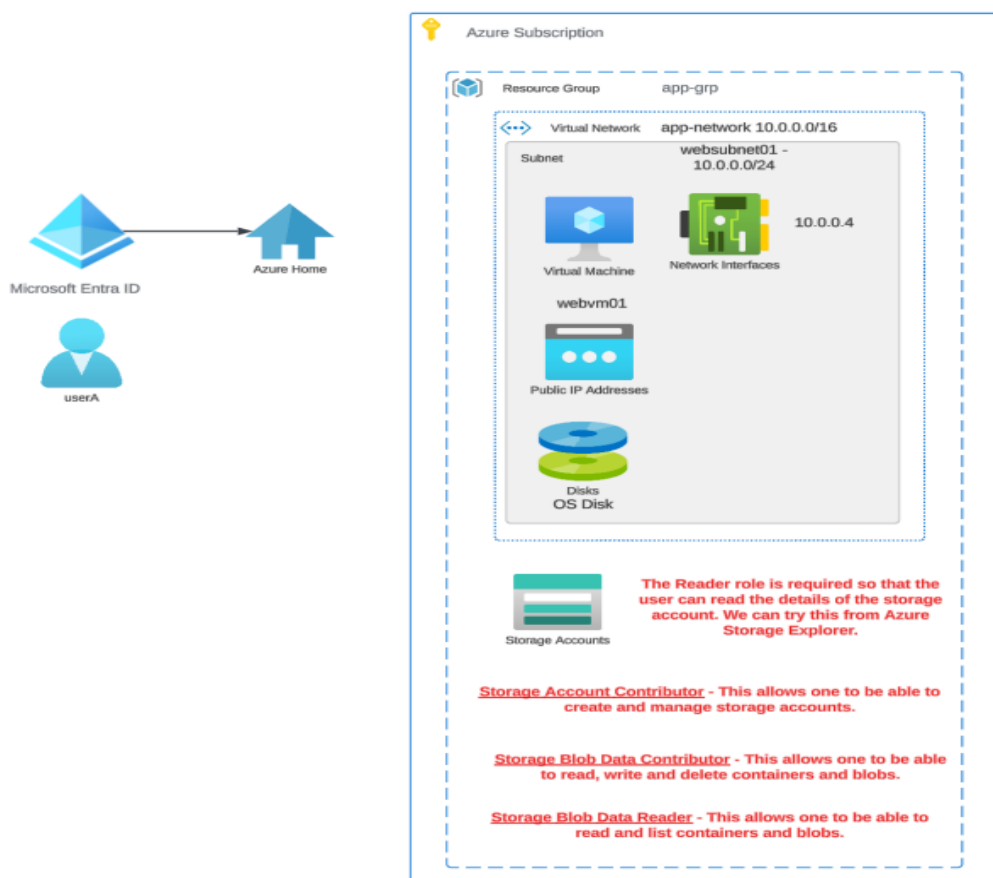 Azure Subscription
Resource Group app-grp
Virtual Network app-network 10.0.0.0/16
Subnet
websubnet01 -
10.0.0.0/24
10.0.0.4
Virtual Machine
Network Interfaces
webvm01
Public IP Addresses
Disks
OS Disk
Azure Home
Microsoft Entra ID
userA
Storage Accounts
The Reader role is required so that the
user can read the details of the storage
account. We can try this from Azure
Storage Explorer.
Storage Account Contributor - This allows one to be able to
create and manage storage accounts.
Storage Blob Data Contributor - This allows one to be able
to read, write and delete containers and blobs.
Storage Blob Data Reader - This allows one to be able to
read and list containers and blobs.